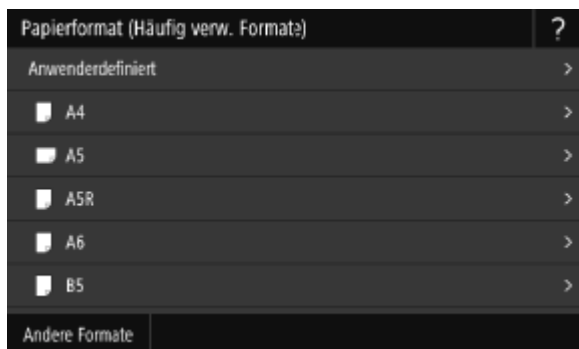 Papierformat (Häufig verw. Formate) ?
Anwenderdefiniert >
A4 >
A5 >
A5R >
A6 >
B5 >
Andere Formate